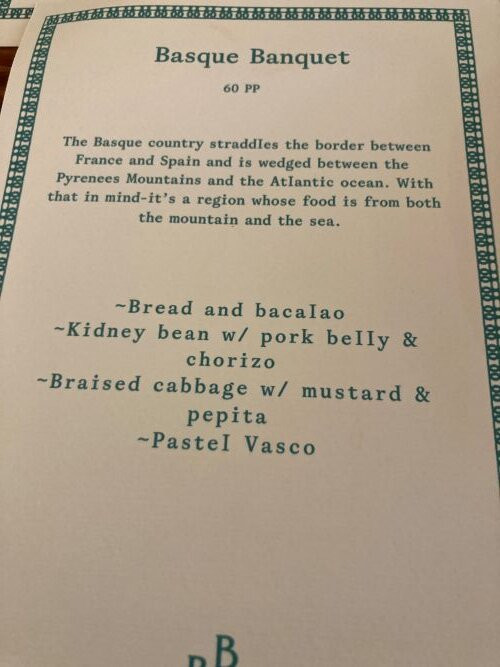 Basque Banquet
60 PP
The Basque country straddles the border between
France and Spain and is wedged between the
Pyrenees Mountains and the Atlantic ocean. With
that in mind-it's a region whose food is from both
the mountain and the sea.
~Bread and bacalao
~Kidney bean w/ pork belly &
chorizo
~Braised cabbage w/ mustard &
pepita
~Pastel Vasco
B